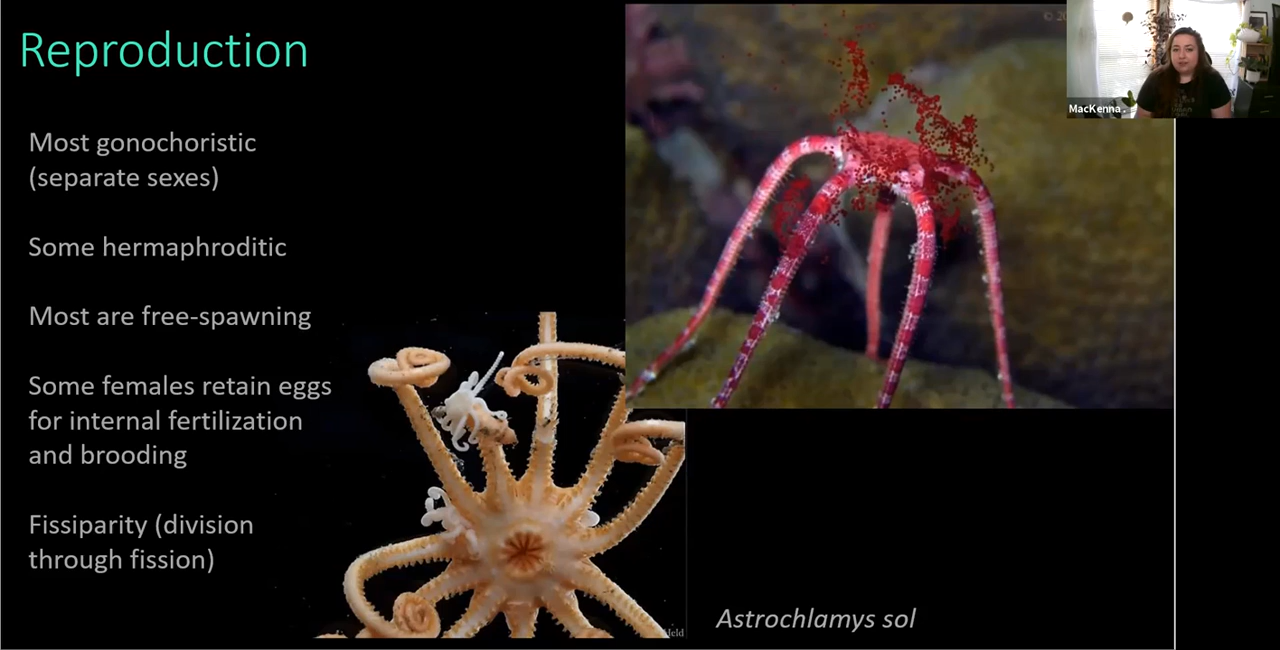 Reproduction
Most gonochoristic
(separate sexes)
Some hermaphroditic
Most are free-spawning
Some females retain eggs
for internal fertilization
and brooding
Fissiparity (division
through fission)
Astrochlamys sol
MacKenna